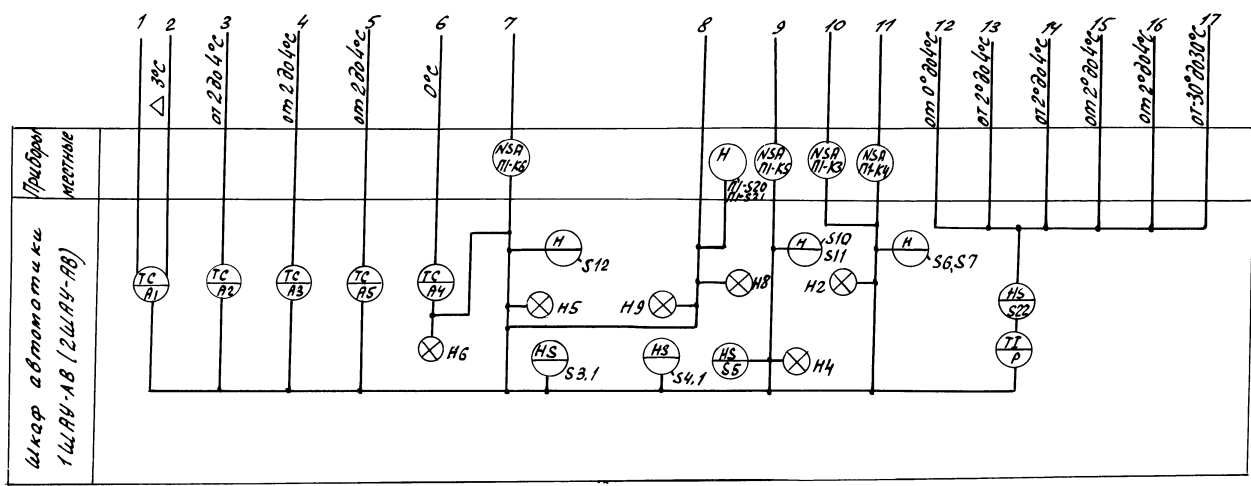 1
2
3
4
5
6
7
8
9
10
11
12
13
14
15
16
17
△ 3°C
от 2 до 4°C
от 2 до 4°C
от 2 до 4°C
0°C
от 0° до 4°C
от 2° до 4°C
от 2° до 4°C
от 2° до 4°C
от 2° до 4°C
от -30° до 30°C
Приборы
местные
NSA
П1-К6
H
П1-S20
П1-S21
NSA
П1-К5
NSA
П1-К3
NSA
П1-К4
Шкаф автоматики
1ШАУ-АВ (2ШАУ-АВ)
TC
A1
TC
A2
TC
A3
TC
A5
TC
A4
H6
H
S12
H5
H9
H8
H
S10
S11
H2
H
S6,S7
HS
S3.1
HS
S4.1
HS
S5
H4
HS
S22
TI
P